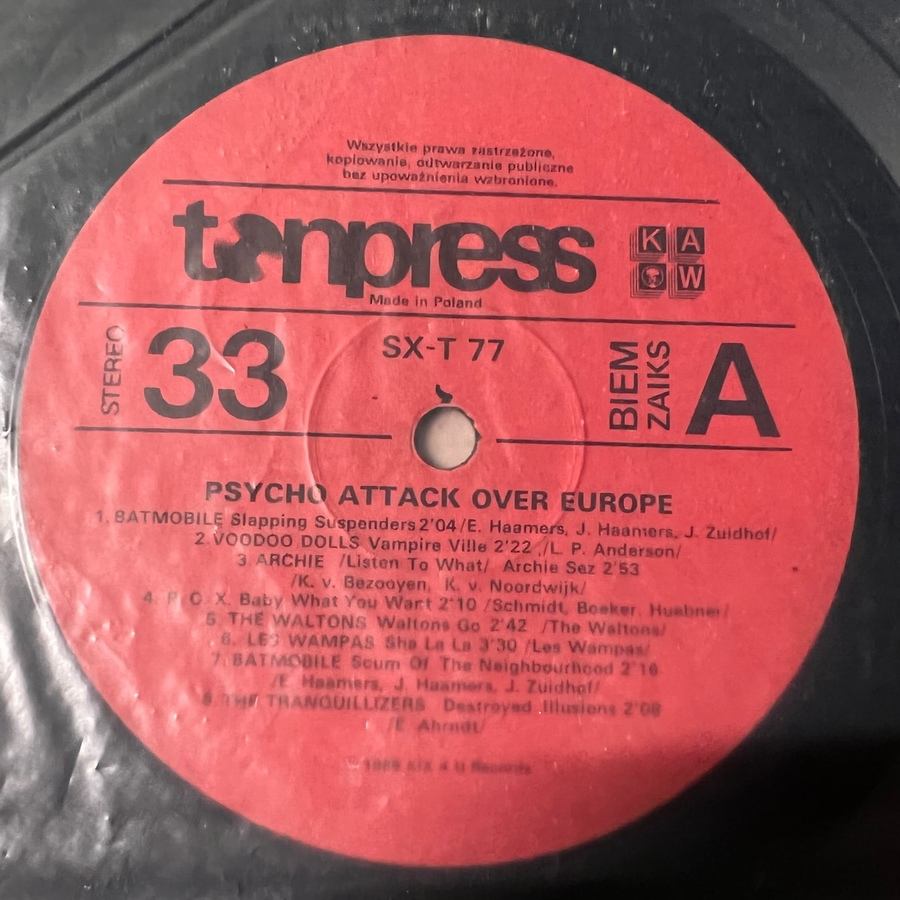 Wszystkie prawa zastrzeżone,
kopiowanie, odtwarzanie publiczne
bez upoważnienia wzbronione.
tonpress
KAW
Made in Poland
STEREO
33
SX-T 77
BIEM
ZAIKS
A
PSYCHO ATTACK OVER EUROPE
1. BATMOBILE Slapping Suspenders 2'04 /E. Haamers, J. Haamers, J. Zuidhof/
2. VOODOO DOLLS Vampire Ville 2'22 /L. P. Anderson/
3. ARCHIE /Listen To What/ Archie Sez 2'53
/K. v. Bezooyen, K. v. Noordwijk/
4. P. O. X. Baby What You Want 2'10 /Schmidt, Boeker, Huebner/
5. THE WALTONS Waltons Go 2'42 /The Waltons/
6. LES WAMPAS Sha La La 3'30 /Les Wampas/
7. BATMOBILE Scum Of The Neighbourhood 2'16
/E. Haamers, J. Haamers, J. Zuidhof/
8. THE TRANQUILLIZERS Destroyed Illusions 2'08
/E. Ahrndt/
Records